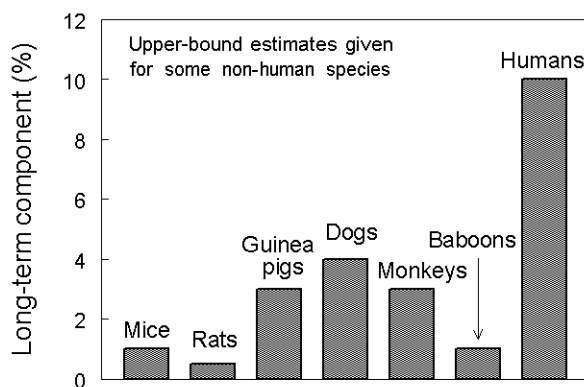 Upper-bound estimates given
for some non-human species
Humans
Long-term component (%)
12
10
8
6
4
2
0
Mice
Rats
Guinea
pigs
Dogs
Monkeys
Baboons